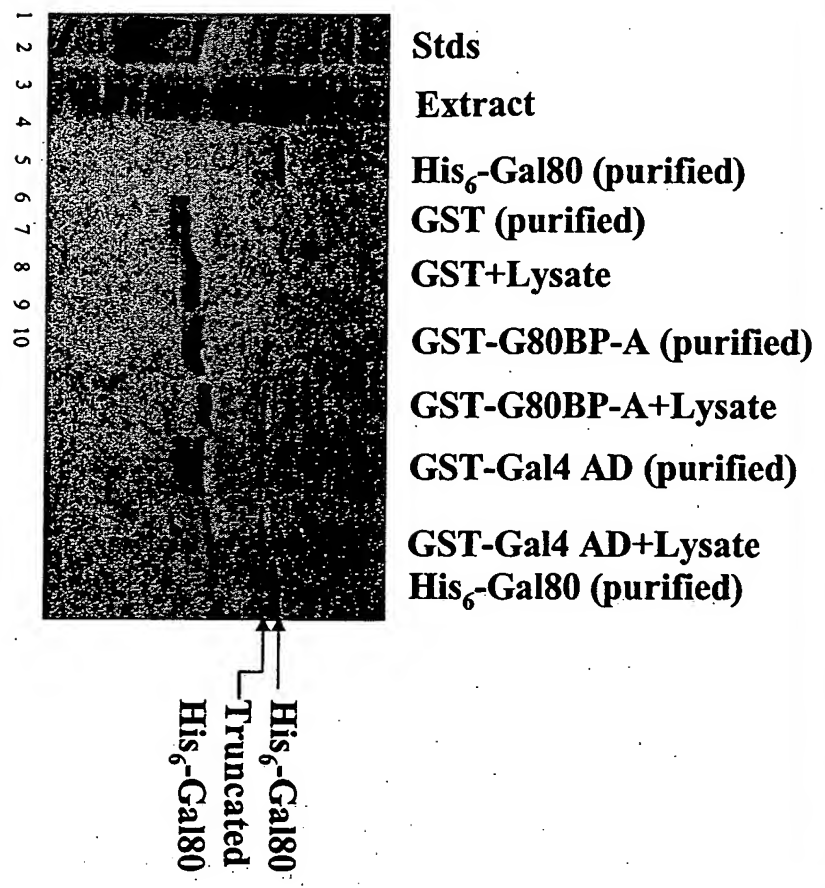 1
2
3
4
5
6
7
8
9
10
Stds
Extract
His₆-Gal80 (purified)
GST (purified)
GST+Lysate
GST-G80BP-A (purified)
GST-G80BP-A+Lysate
GST-Gal4 AD (purified)
GST-Gal4 AD+Lysate
His₆-Gal80 (purified)
His₆-Gal80
Truncated
His₆-Gal80